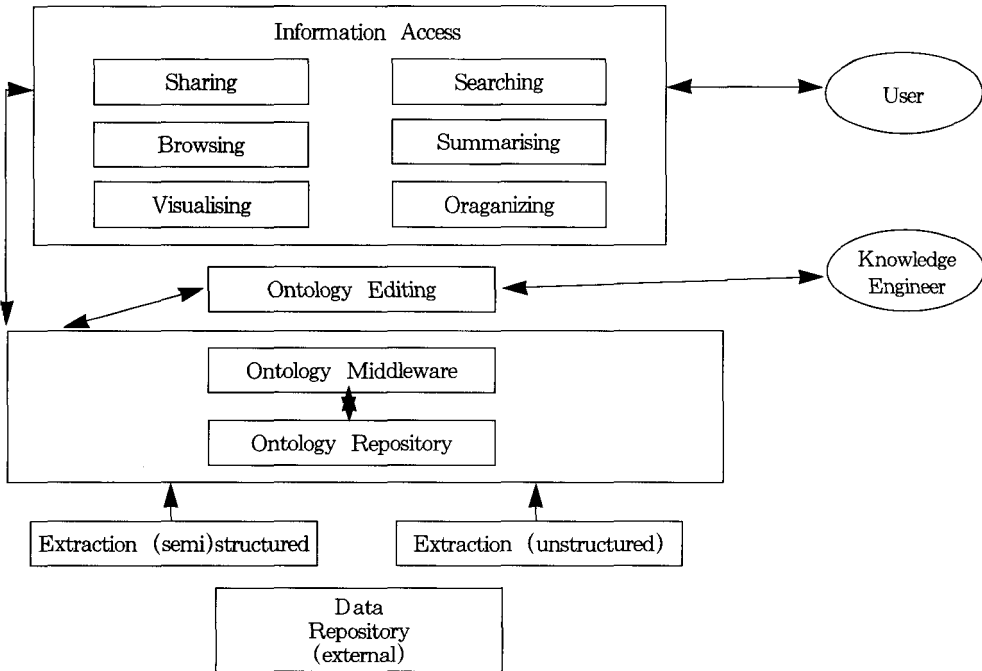 Information Access
Sharing
Searching
Browsing
Summarising
Visualising
Oraganizing
User
Knowledge
Engineer
Ontology Editing
Ontology Middleware
Ontology Repository
Extraction (semi)structured
Extraction (unstructured)
Data
Repository
(external)